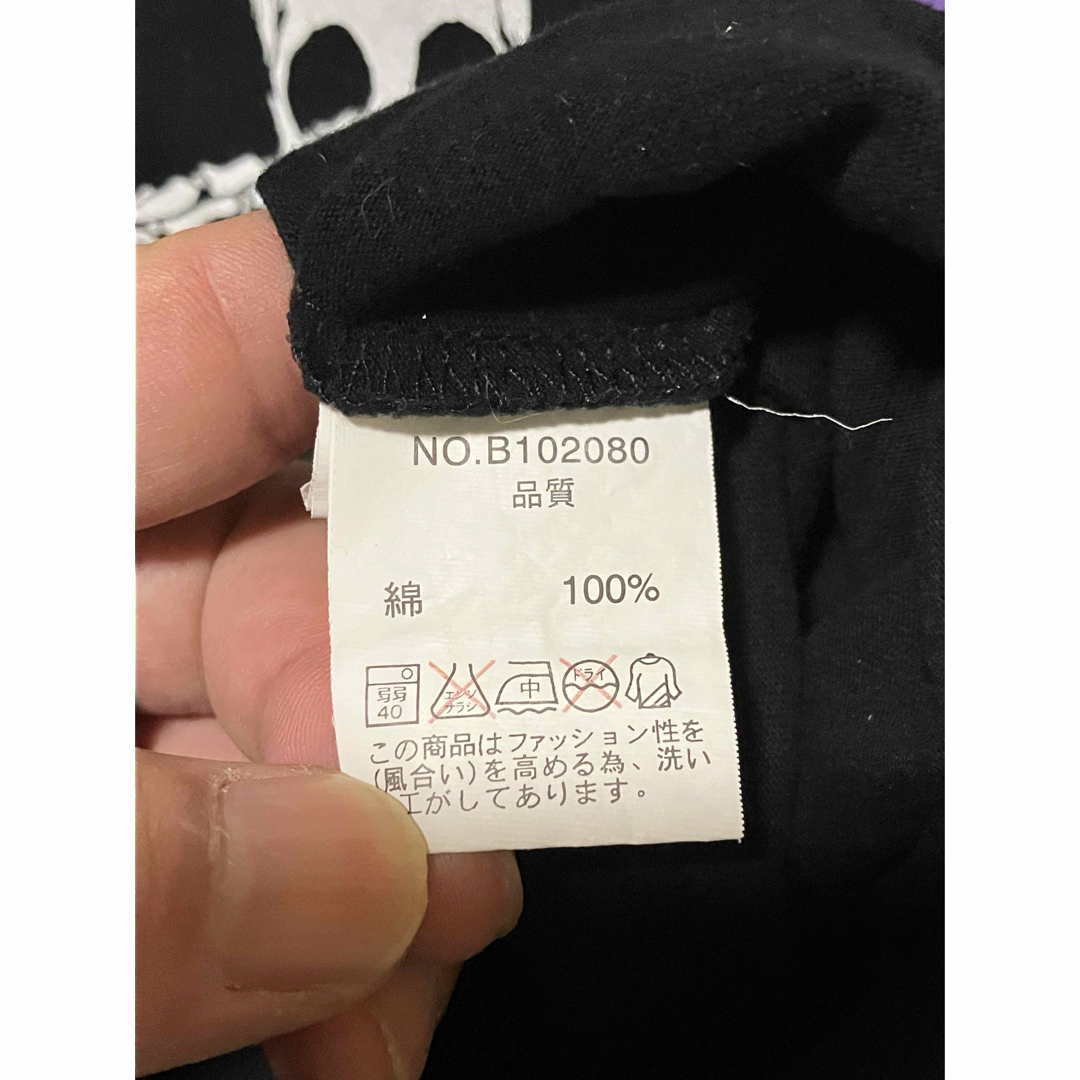 NO.B102080
品質
綿 100%
弱 40 エンソ サラシ 中 ドライ
この商品はファッション性を
(風合い)を高める為、洗い
工がしてあります。